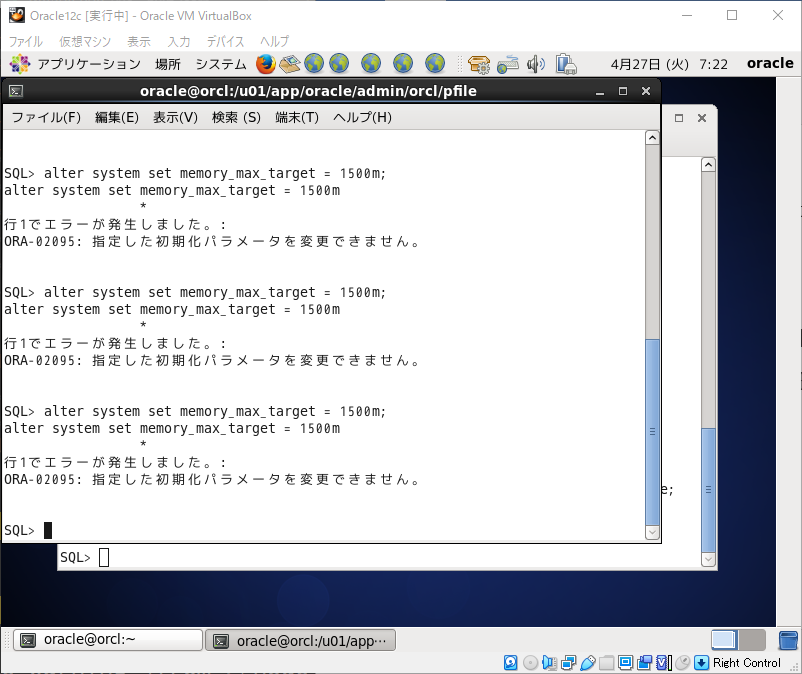 Oracle12c [実行中] - Oracle VM VirtualBox
ファイル 仮想マシン 表示 入力 デバイス ヘルプ
アプリケーション 場所 システム 4月27日 (火) 7:22 oracle
oracle@orcl:/u01/app/oracle/admin/orcl/pfile
ファイル(F) 編集(E) 表示(V) 検索 (S) 端末(T) ヘルプ(H)
SQL> alter system set memory_max_target = 1500m;
alter system set memory_max_target = 1500m
*
行1でエラーが発生しました。:
ORA-02095: 指定した初期化パラメータを変更できません。
SQL> alter system set memory_max_target = 1500m;
alter system set memory_max_target = 1500m
*
行1でエラーが発生しました。:
ORA-02095: 指定した初期化パラメータを変更できません。
SQL> alter system set memory_max_target = 1500m;
alter system set memory_max_target = 1500m
*
行1でエラーが発生しました。:
ORA-02095: 指定した初期化パラメータを変更できません。
e;
SQL>
SQL>
oracle@orcl:~ oracle@orcl:/u01/app…
Right Control